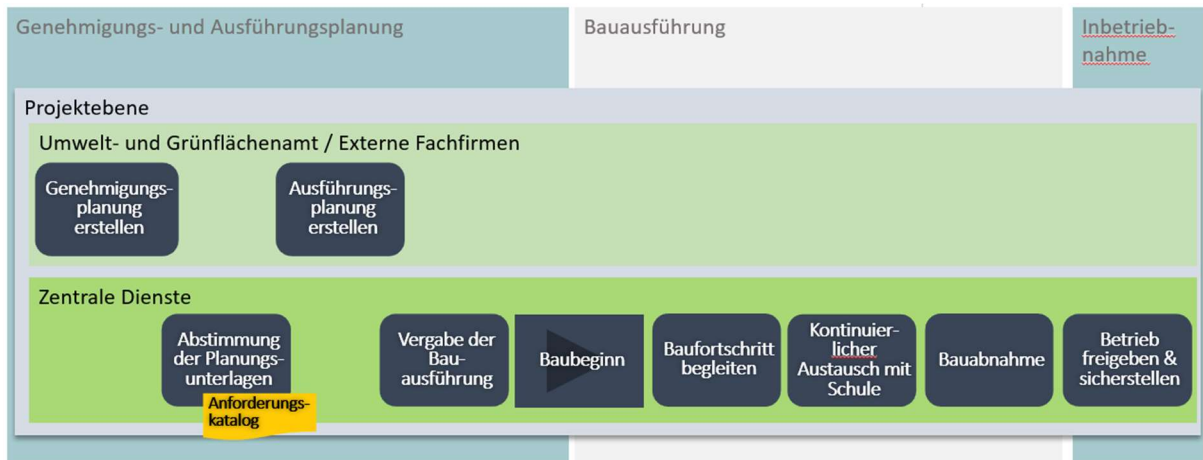 Genehmigungs- und Ausführungsplanung
Bauausführung
Inbetrieb-
nahme
Projektebene
Umwelt- und Grünflächenamt / Externe Fachfirmen
Genehmigungs-
planung
erstellen
Ausführungs-
planung
erstellen
Zentrale Dienste
Abstimmung
der Planungs-
unterlagen
Anforderungs-
katalog
Vergabe der
Bau-
ausführung
Baubeginn
Baufortschritt
begleiten
Kontinuier-
licher
Austausch mit
Schule
Bauabnahme
Betrieb
freigeben &
sicherstellen